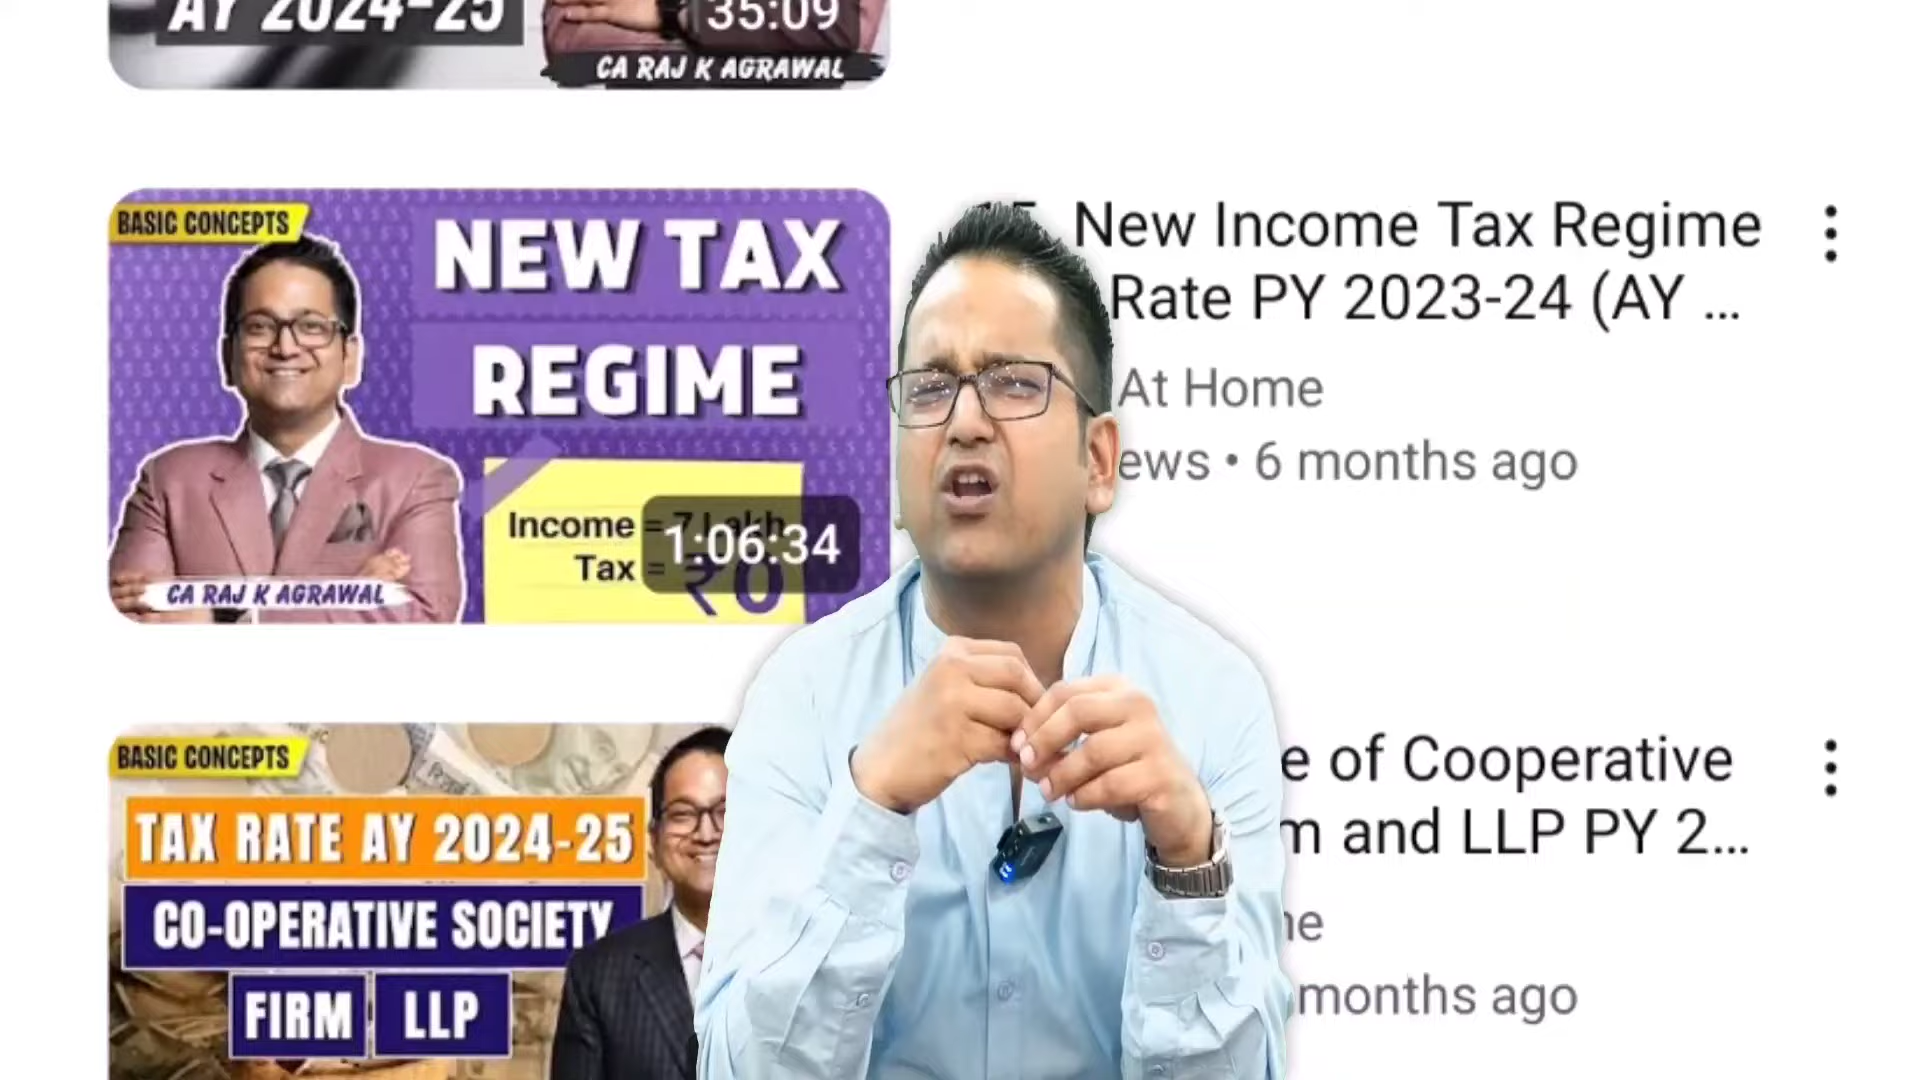 AY 2024-25
35:09
CA RAJ K AGRAWAL
BASIC CONCEPTS
NEW TAX
REGIME
Income = 7 Lakh
Tax = ₹0
1:06:34
CA RAJ K AGRAWAL
New Income Tax Regime
Rate PY 2023-24 (AY ...
At Home
ews • 6 months ago
BASIC CONCEPTS
TAX RATE AY 2024-25
CO-OPERATIVE SOCIETY
FIRM LLP
e of Cooperative
m and LLP PY 2...
ne
months ago